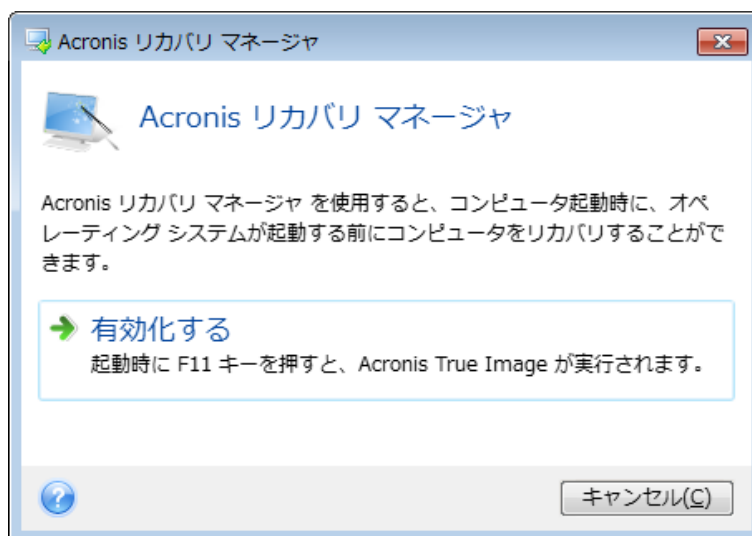 Acronis リカバリ マネージャ
Acronis リカバリ マネージャ
Acronis リカバリ マネージャ を使用すると、コンピュータ起動時に、オペ
レーティング システムが起動する前にコンピュータをリカバリすることがで
きます。
有効化する
起動時に F11 キーを押すと、Acronis True Image が実行されます。
?
キャンセル(C)